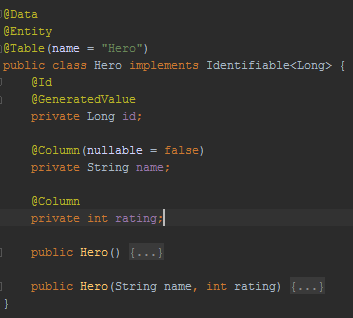 @Data
@Entity
@Table(name = "Hero")
public class Hero implements Identifiable<Long> {
    @Id
    @GeneratedValue
    private Long id;

    @Column(nullable = false)
    private String name;

    @Column
    private int rating;

    public Hero() {...}

    public Hero(String name, int rating) {...}
}